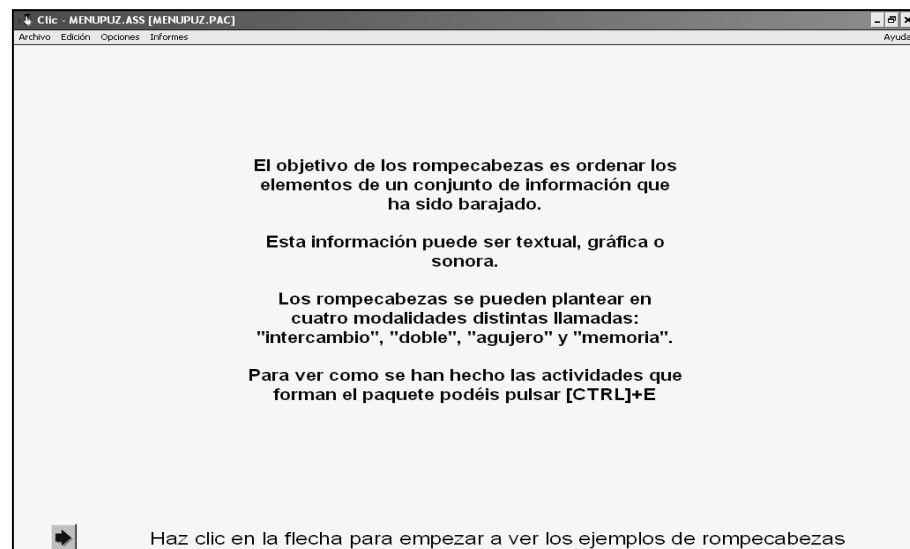 Clic - MENUPUZ.ASS [MENUPUZ.PAC]
Archivo Edición Opciones Informes Ayuda
El objetivo de los rompecabezas es ordenar los
elementos de un conjunto de información que
ha sido barajado.
Esta información puede ser textual, gráfica o
sonora.
Los rompecabezas se pueden plantear en
cuatro modalidades distintas llamadas:
"intercambio", "doble", "agujero" y "memoria".
Para ver como se han hecho las actividades que
forman el paquete podéis pulsar [CTRL]+E
Haz clic en la flecha para empezar a ver los ejemplos de rompecabezas